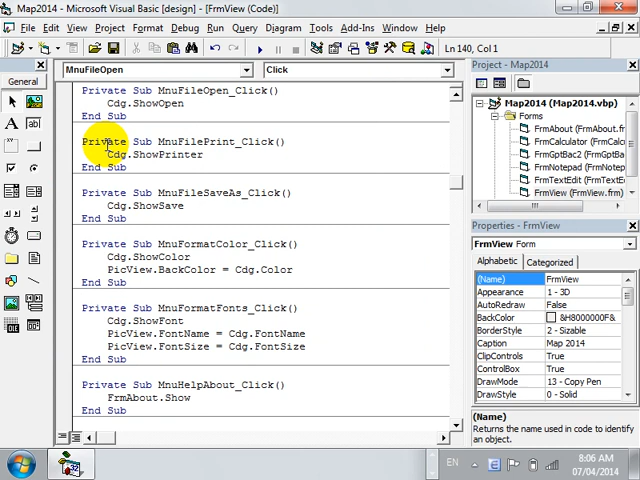 Map2014 - Microsoft Visual Basic [design] - [FrmView (Code)]
File Edit View Project Format Debug Run Query Diagram Tools Add-Ins Window Help
Ln 140, Col 1
General
MnuFileOpen
Click
Private Sub MnuFileOpen_Click()
Cdg.ShowOpen
End Sub
Private Sub MnuFilePrint_Click()
Cdg.ShowPrinter
End Sub
Private Sub MnuFileSaveAs_Click()
Cdg.ShowSave
End Sub
Private Sub MnuFormatColor_Click()
Cdg.ShowColor
PicView.BackColor = Cdg.Color
End Sub
Private Sub MnuFormatFonts_Click()
Cdg.ShowFont
PicView.FontName = Cdg.FontName
PicView.FontSize = Cdg.FontSize
End Sub
Private Sub MnuHelpAbout_Click()
FrmAbout.Show
End Sub
Project - Map2014
Map2014 (Map2014.vbp)
Forms
FrmAbout (FrmAbout.fr
FrmCalculator (FrmCalc
FrmGptBac2 (FrmGptB
FrmNotepad (FrmNotep
FrmTextEdit (FrmTextE
FrmView (FrmView.frm)
Properties - FrmView
FrmView Form
Alphabetic Categorized
(Name) FrmView
Appearance 1 - 3D
AutoRedraw False
BackColor &H8000000F&
BorderStyle 2 - Sizable
Caption Map 2014
ClipControls True
ControlBox True
DrawMode 13 - Copy Pen
DrawStyle 0 - Solid
(Name)
Returns the name used in code to identify
an object.
EN
8:06 AM
07/04/2014